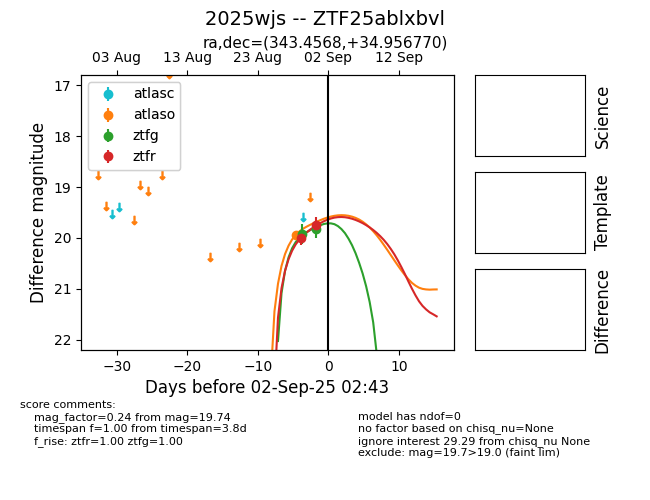 2025wjs -- ZTF25ablxbvl
ra,dec=(343.4568,+34.956770)
03 Aug 13 Aug 23 Aug 02 Sep 12 Sep
17
18
19
20
21
22
Difference magnitude
atlasc
atlaso
ztfg
ztfr
−30 −20 −10 0 10
Days before 02-Sep-25 02:43
Science
Template
Difference
score comments:
mag_factor=0.24 from mag=19.74
timespan f=1.00 from timespan=3.8d
f_rise: ztfr=1.00 ztfg=1.00
model has ndof=0
no factor based on chisq_nu=None
ignore interest 29.29 from chisq_nu None
exclude: mag=19.7>19.0 (faint lim)